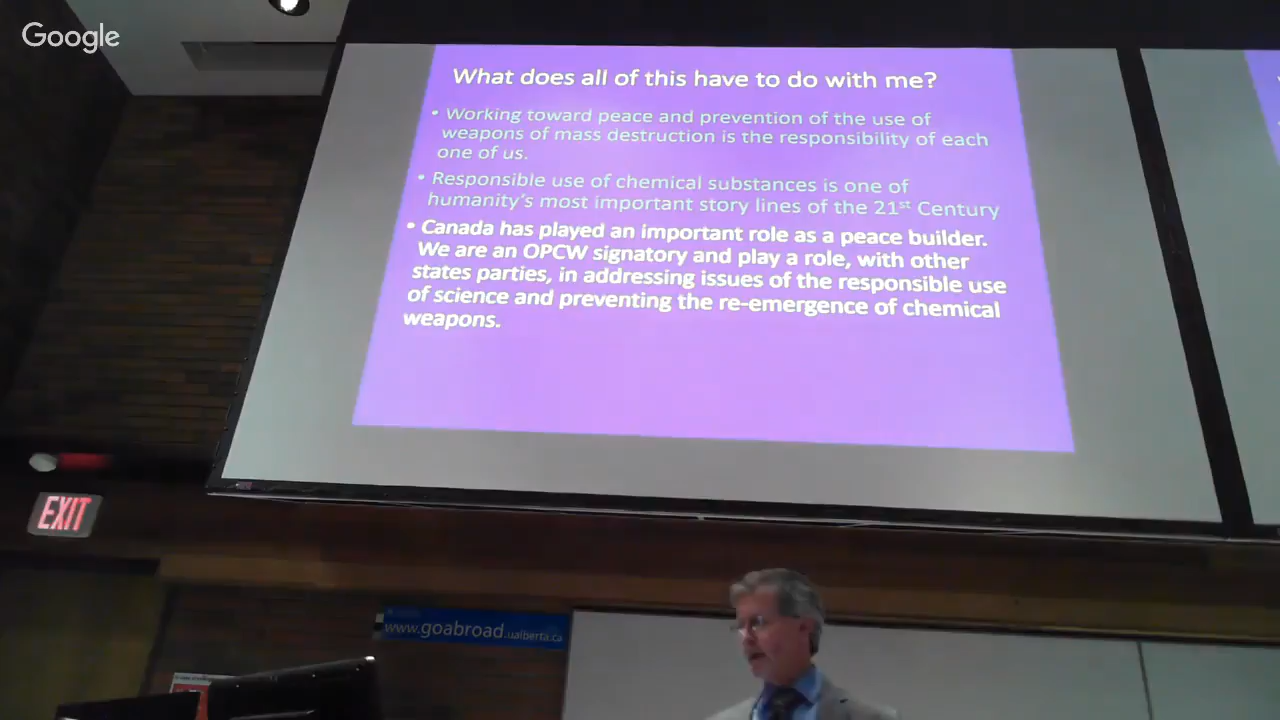 Google
What does all of this have to do with me?
• Working toward peace and prevention of the use of
weapons of mass destruction is the responsibility of each
one of us.
• Responsible use of chemical substances is one of
humanity's most important story lines of the 21st Century
• Canada has played an important role as a peace builder.
We are an OPCW signatory and play a role, with other
states parties, in addressing issues of the responsible use
of science and preventing the re-emergence of chemical
weapons.
EXIT
www.goabroad.ualberta.ca